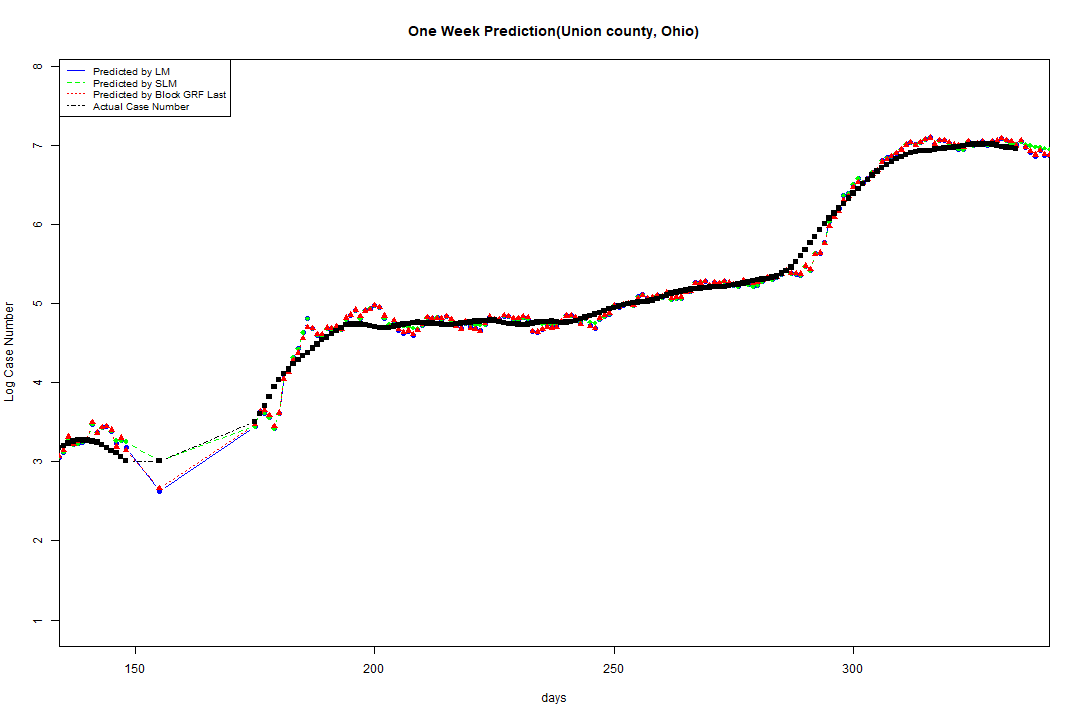 One Week Prediction(Union county, Ohio)
Predicted by LM
Predicted by SLM
Predicted by Block GRF Last
Actual Case Number
8
7
6
5
4
3
2
1
Log Case Number
150 200 250 300
days